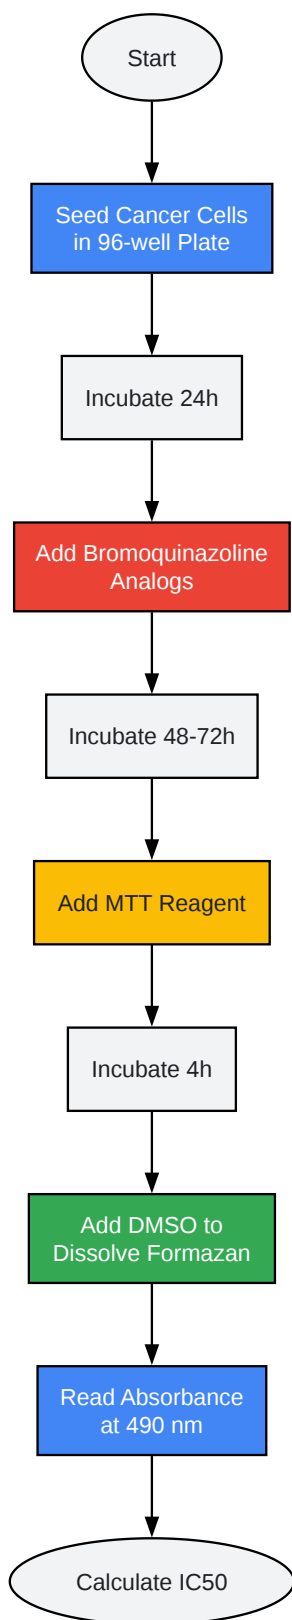 Start
Seed Cancer Cells
in 96-well Plate
Incubate 24h
Add Bromoquinazoline
Analogs
Incubate 48-72h
Add MTT Reagent
Incubate 4h
Add DMSO to
Dissolve Formazan
Read Absorbance
at 490 nm
Calculate IC50